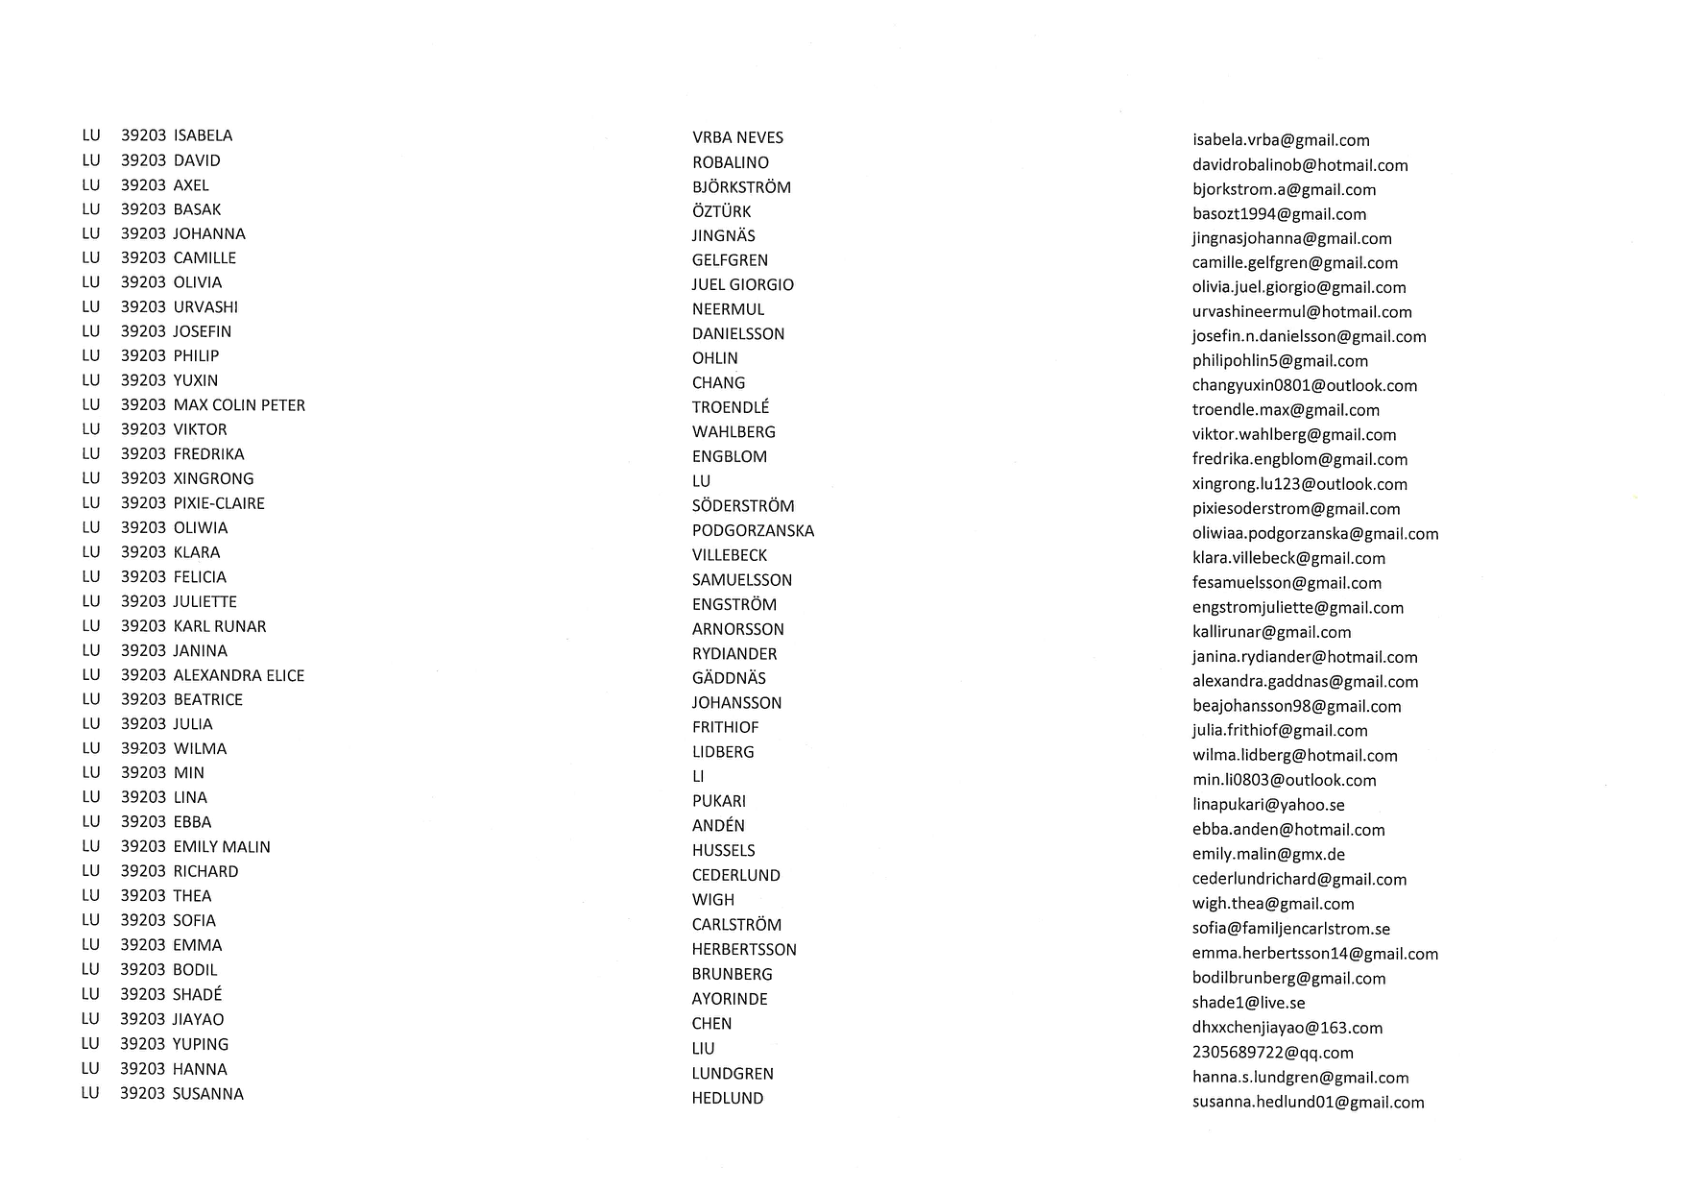 LU 39203 ISABELA VRBA NEVES isabela.vrba@gmail.com
LU 39203 DAVID ROBALINO davidrobalinob@hotmail.com
LU 39203 AXEL BJÖRKSTRÖM bjorkstrom.a@gmail.com
LU 39203 BASAK ÖZTÜRK basozt1994@gmail.com
LU 39203 JOHANNA JINGNÄS jingnasjohanna@gmail.com
LU 39203 CAMILLE GELFGREN camille.gelfgren@gmail.com
LU 39203 OLIVIA JUEL GIORGIO olivia.juel.giorgio@gmail.com
LU 39203 URVASHI NEERMUL urvashineermul@hotmail.com
LU 39203 JOSEFIN DANIELSSON josefin.n.danielsson@gmail.com
LU 39203 PHILIP OHLIN philipohlin5@gmail.com
LU 39203 YUXIN CHANG changyuxin0801@outlook.com
LU 39203 MAX COLIN PETER TROENDLÉ troendle.max@gmail.com
LU 39203 VIKTOR WAHLBERG viktor.wahlberg@gmail.com
LU 39203 FREDRIKA ENGBLOM fredrika.engblom@gmail.com
LU 39203 XINGRONG LU xingrong.lu123@outlook.com
LU 39203 PIXIE-CLAIRE SÖDERSTRÖM pixiesoderstrom@gmail.com
LU 39203 OLIWIA PODGORZANSKA oliwiaa.podgorzanska@gmail.com
LU 39203 KLARA VILLEBECK klara.villebeck@gmail.com
LU 39203 FELICIA SAMUELSSON fesamuelsson@gmail.com
LU 39203 JULIETTE ENGSTRÖM engstromjuliette@gmail.com
LU 39203 KARL RUNAR ARNORSSON kallirunar@gmail.com
LU 39203 JANINA RYDIANDER janina.rydiander@hotmail.com
LU 39203 ALEXANDRA ELICE GÄDDNÄS alexandra.gaddnas@gmail.com
LU 39203 BEATRICE JOHANSSON beajohansson98@gmail.com
LU 39203 JULIA FRITHIOF julia.frithiof@gmail.com
LU 39203 WILMA LIDBERG wilma.lidberg@hotmail.com
LU 39203 MIN LI min.li0803@outlook.com
LU 39203 LINA PUKARI linapukari@yahoo.se
LU 39203 EBBA ANDÉN ebba.anden@hotmail.com
LU 39203 EMILY MALIN HUSSELS emily.malin@gmx.de
LU 39203 RICHARD CEDERLUND cederlundrichard@gmail.com
LU 39203 THEA WIGH wigh.thea@gmail.com
LU 39203 SOFIA CARLSTRÖM sofia@familjencarlstrom.se
LU 39203 EMMA HERBERTSSON emma.herbertsson14@gmail.com
LU 39203 BODIL BRUNBERG bodilbrunberg@gmail.com
LU 39203 SHADÉ AYORINDE shade1@live.se
LU 39203 JIAYAO CHEN dhxxchenjiayao@163.com
LU 39203 YUPING LIU 2305689722@qq.com
LU 39203 HANNA LUNDGREN hanna.s.lundgren@gmail.com
LU 39203 SUSANNA HEDLUND susanna.hedlund01@gmail.com